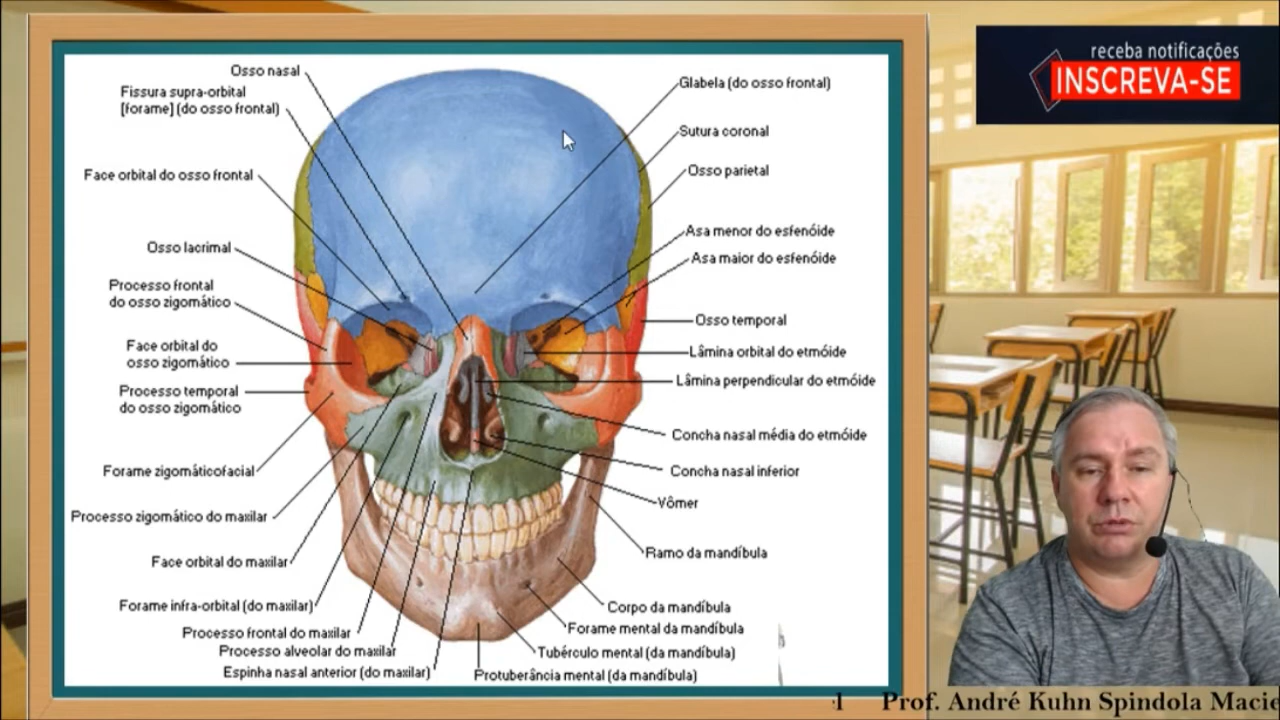 Osso nasal
Fissura supra-orbital
[forame] (do osso frontal)
Face orbital do osso frontal
Osso lacrimal
Processo frontal
do osso zigomático
Face orbital do
osso zigomático
Processo temporal
do osso zigomático
Forame zigomáticofacial
Processo zigomático do maxilar
Face orbital do maxilar
Forame infra-orbital (do maxilar)
Processo frontal do maxilar
Processo alveolar do maxilar
Espinha nasal anterior (do maxilar)
Glabela (do osso frontal)
Sutura coronal
Osso parietal
Asa menor do esfenóide
Asa maior do esfenóide
Osso temporal
Lâmina orbital do etmóide
Lâmina perpendicular do etmóide
Concha nasal média do etmóide
Concha nasal inferior
Vômer
Ramo da mandíbula
Corpo da mandíbula
Forame mental da mandíbula
Tubérculo mental (da mandíbula)
Protuberância mental (da mandíbula)
receba notificações
INSCREVA-SE
l Prof. André Kuhn Spindola Macie